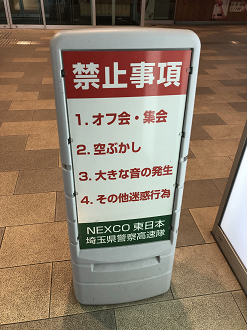 禁止事項
1. オフ会・集会
2. 空ぶかし
3. 大きな音の発生
4. その他迷惑行為
NEXCO 東日本
埼玉県警察高速隊